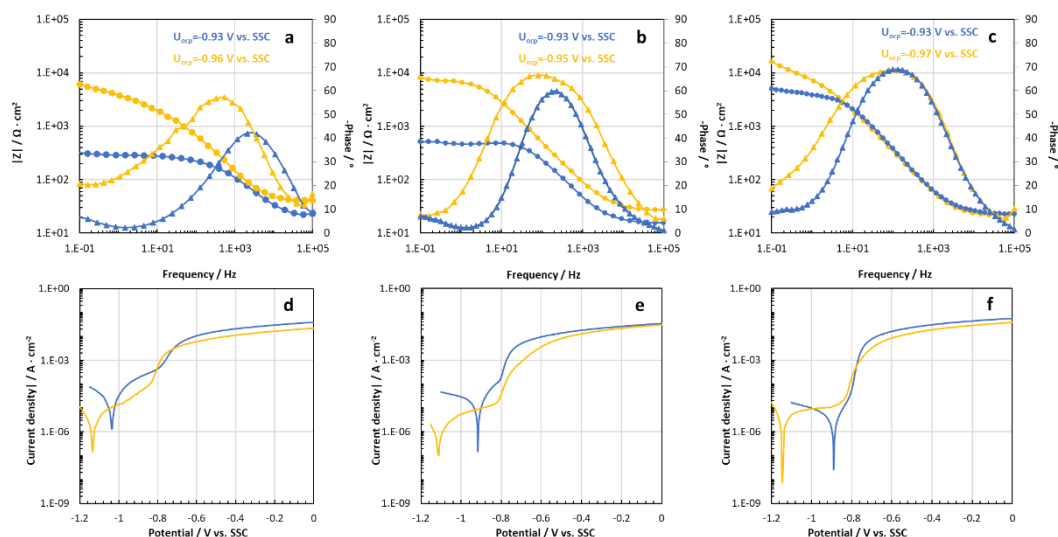 1.E+05
1.E+04
1.E+03
1.E+02
1.E+01
|Z| / Ω · cm²
U_ocp=-0.93 V vs. SSC
U_ocp=-0.96 V vs. SSC
a
90
80
70
60
50
40
30
20
10
0
-Phase / °
1.E-01 1.E+01 1.E+03 1.E+05
Frequency / Hz
1.E+05
1.E+04
1.E+03
1.E+02
1.E+01
|Z| / Ω · cm²
U_ocp=-0.93 V vs. SSC
U_ocp=-0.95 V vs. SSC
b
90
80
70
60
50
40
30
20
10
0
-Phase / °
1.E-01 1.E+01 1.E+03 1.E+05
Frequency / Hz
1.E+05
1.E+04
1.E+03
1.E+02
1.E+01
|Z| / Ω · cm²
U_ocp=-0.93 V vs. SSC
U_ocp=-0.97 V vs. SSC
c
90
80
70
60
50
40
30
20
10
0
-Phase / °
1.E-01 1.E+01 1.E+03 1.E+05
Frequency / Hz
1.E+00
1.E-03
1.E-06
1.E-09
|Current density| / A · cm⁻²
d
-1.2 -1 -0.8 -0.6 -0.4 -0.2 0
Potential / V vs. SSC
1.E+00
1.E-03
1.E-06
1.E-09
|Current density| / A · cm⁻²
e
-1.2 -1 -0.8 -0.6 -0.4 -0.2 0
Potential / V vs. SSC
1.E+00
1.E-03
1.E-06
1.E-09
|Current density| / A · cm⁻²
f
-1.2 -1 -0.8 -0.6 -0.4 -0.2 0
Potential / V vs. SSC